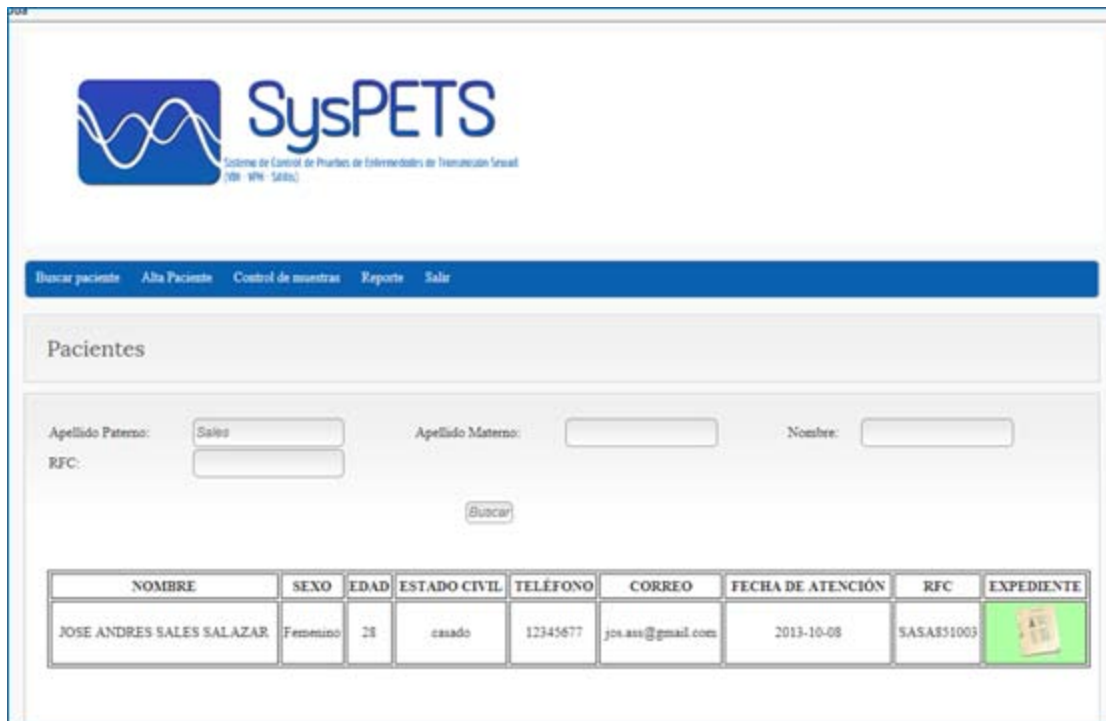 SysPETS
Sistema de Control de Pruebas de Enfermedades de Transmisión Sexual
(VIH - VPH - Sífilis)
Buscar paciente Alta Paciente Control de muestras Reporte Salir
Pacientes
Apellido Paterno: Sales Apellido Materno: Nombre:
RFC:
Buscar
NOMBRE SEXO EDAD ESTADO CIVIL TELÉFONO CORREO FECHA DE ATENCIÓN RFC EXPEDIENTE
JOSE ANDRES SALES SALAZAR Femenino 28 casado 12345677 jos.ass@gmail.com 2013-10-08 SASA851003